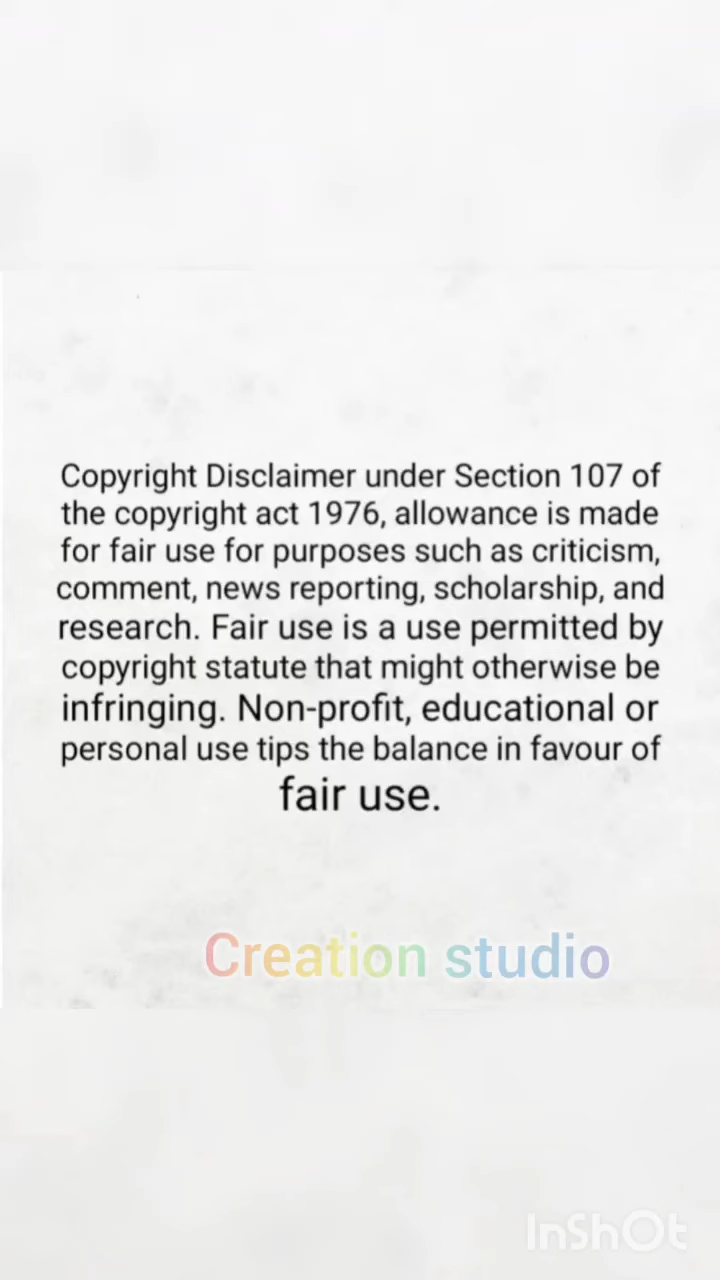 Copyright Disclaimer under Section 107 of
the copyright act 1976, allowance is made
for fair use for purposes such as criticism,
comment, news reporting, scholarship, and
research. Fair use is a use permitted by
copyright statute that might otherwise be
infringing. Non-profit, educational or
personal use tips the balance in favour of
fair use.
Creation studio
InShOt